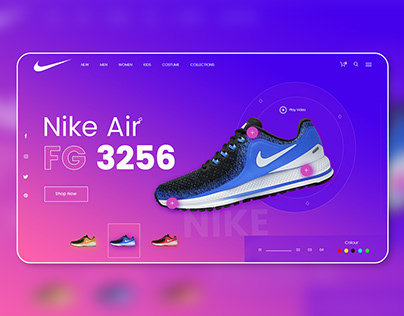 NEW MEN WOMEN KIDS COSTUME COLLECTIONS
Play Video
Nike Air
FG 3256
Shop Now
NIKE
Colour
02 03 04